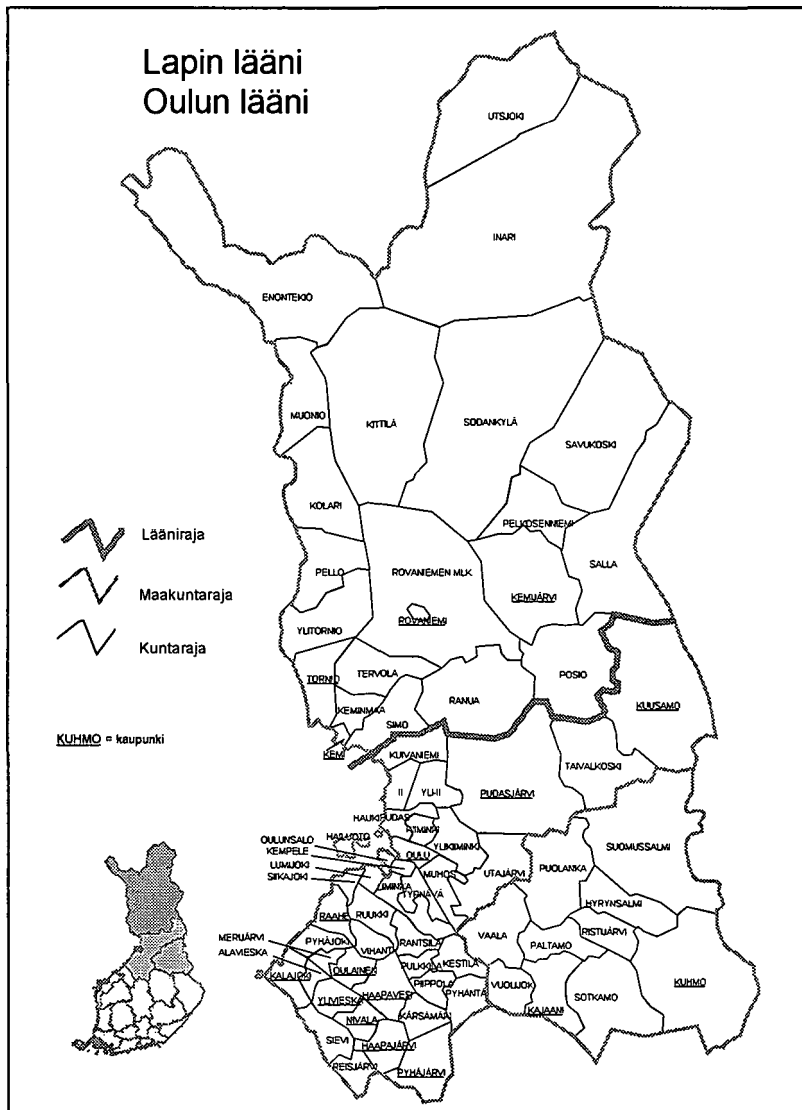 Lapin lääni
Oulun lääni
UTSJOKI
INARI
ENONTEKIÖ
MUONIO
KITTILÄ
SODANKYLÄ
SAVUKOSKI
KOLARI
PELKOSENNIEMI
Lääniraja
PELLO
ROVANIEMEN MLK.
SALLA
KEMIJÄRVI
Maakuntaraja
ROVANIEMI
YLITORNIO
Kuntaraja
TERVOLA
POSIO
TORNIO
RANUA
KEMINMAA
KUUSAMO
SIMO
KUHMO = kaupunki
KEMI
KUIVANIEMI
TAIVALKOSKI
II
YLI-II
PUDASJÄRVI
HAUKIPUDAS
KIIMINKI
HAILUOTO
YLIKIIMINKI
SUOMUSSALMI
OULUNSALO
KEMPELE
OULU
LUMIJOKI
MUHOS
UTAJÄRVI
PUOLANKA
SIIKAJOKI
LIMINKA
TYRNÄVÄ
HYRYNSALMI
RAAHE
RUUKKI
RISTIJÄRVI
MERIJÄRVI
PYHÄJOKI
RANTSILA
VAALA
PALTAMO
ALAVIESKA
VIHANTI
KALAJOKI
OULAINEN
PULKKILA
KESTILÄ
KUHMO
PIIPPOLA
VUOLIJOKI
YLIVIESKA
HAAPAVESI
PYHÄNTÄ
SOTKAMO
KAJAANI
NIVALA
KÄRSÄMÄKI
SIEVI
HAAPAJÄRVI
REISJÄRVI
PYHÄJÄRVI